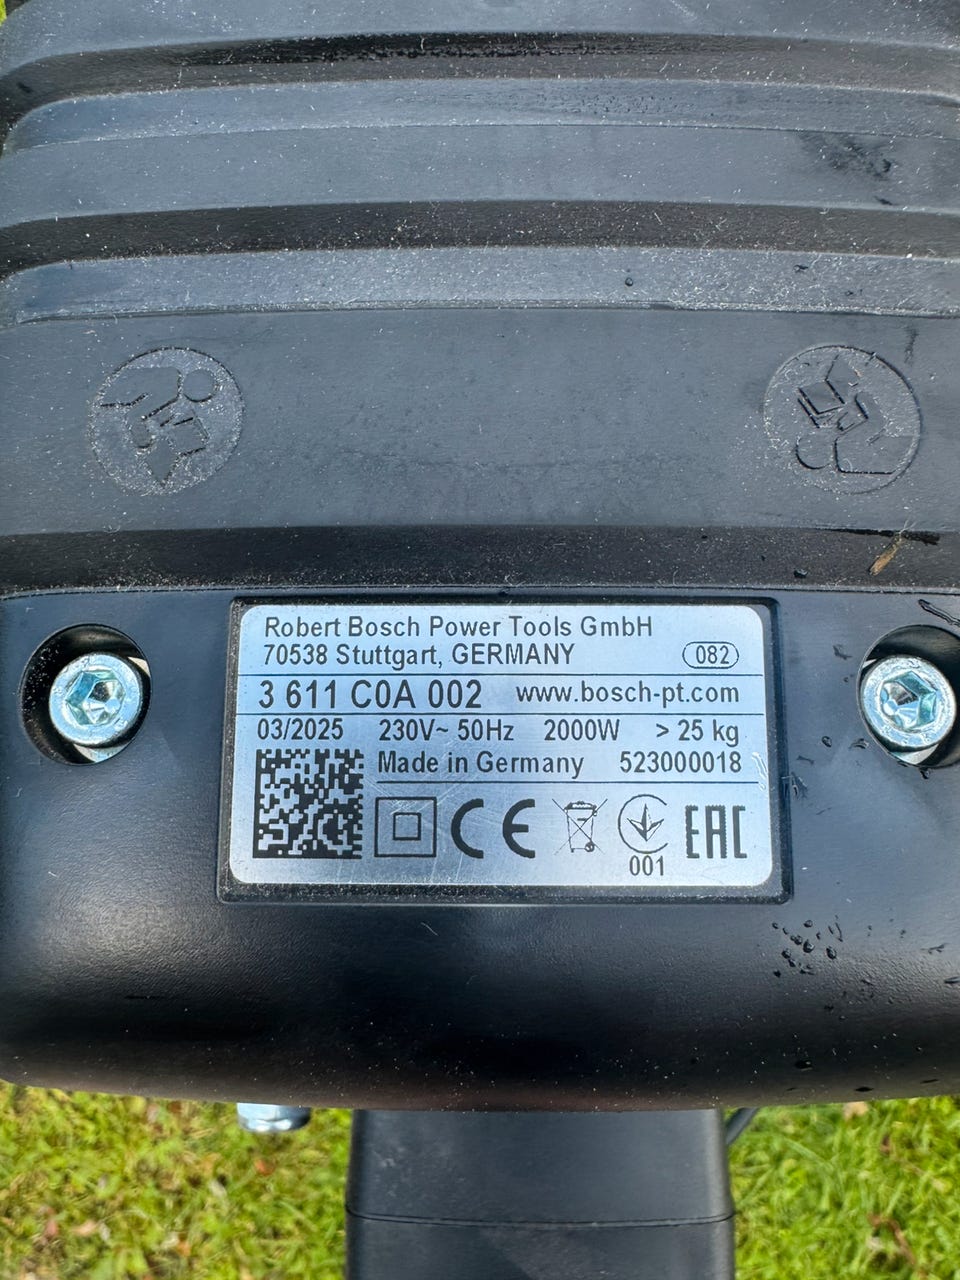 Robert Bosch Power Tools GmbH
70538 Stuttgart, GERMANY 082
3 611 C0A 002 www.bosch-pt.com
03/2025 230V~ 50Hz 2000W > 25 kg
Made in Germany 523000018
CE EAC
001